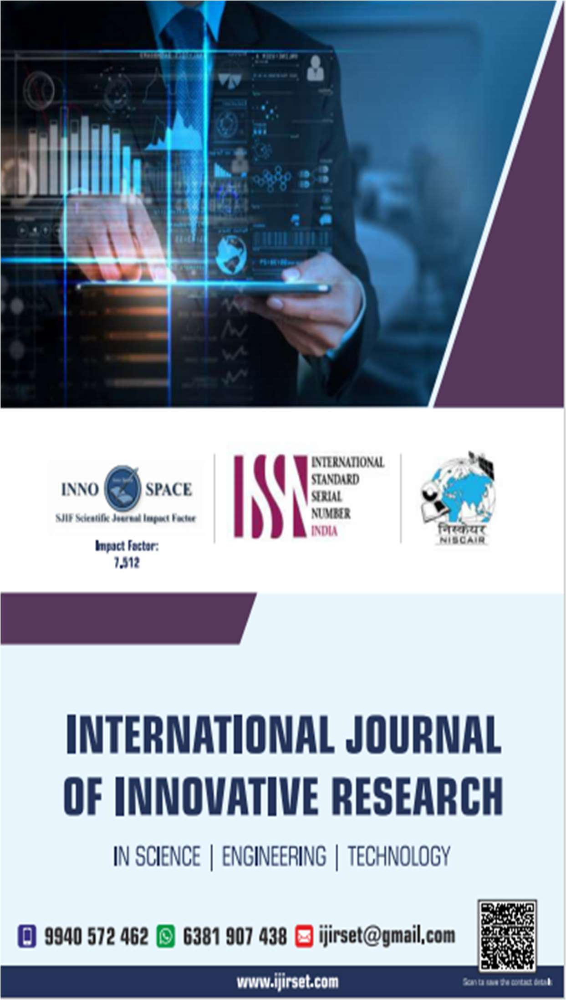 INNO SPACE
SJIF Scientific Journal Impact Factor
Impact Factor:
7.512
ISSN
INTERNATIONAL
STANDARD
SERIAL
NUMBER
INDIA
निस्केयर
NISCAIR
INTERNATIONAL JOURNAL
OF INNOVATIVE RESEARCH
IN SCIENCE | ENGINEERING | TECHNOLOGY
9940 572 462 6381 907 438 ijirset@gmail.com
www.ijirset.com
Scan to save the contact details